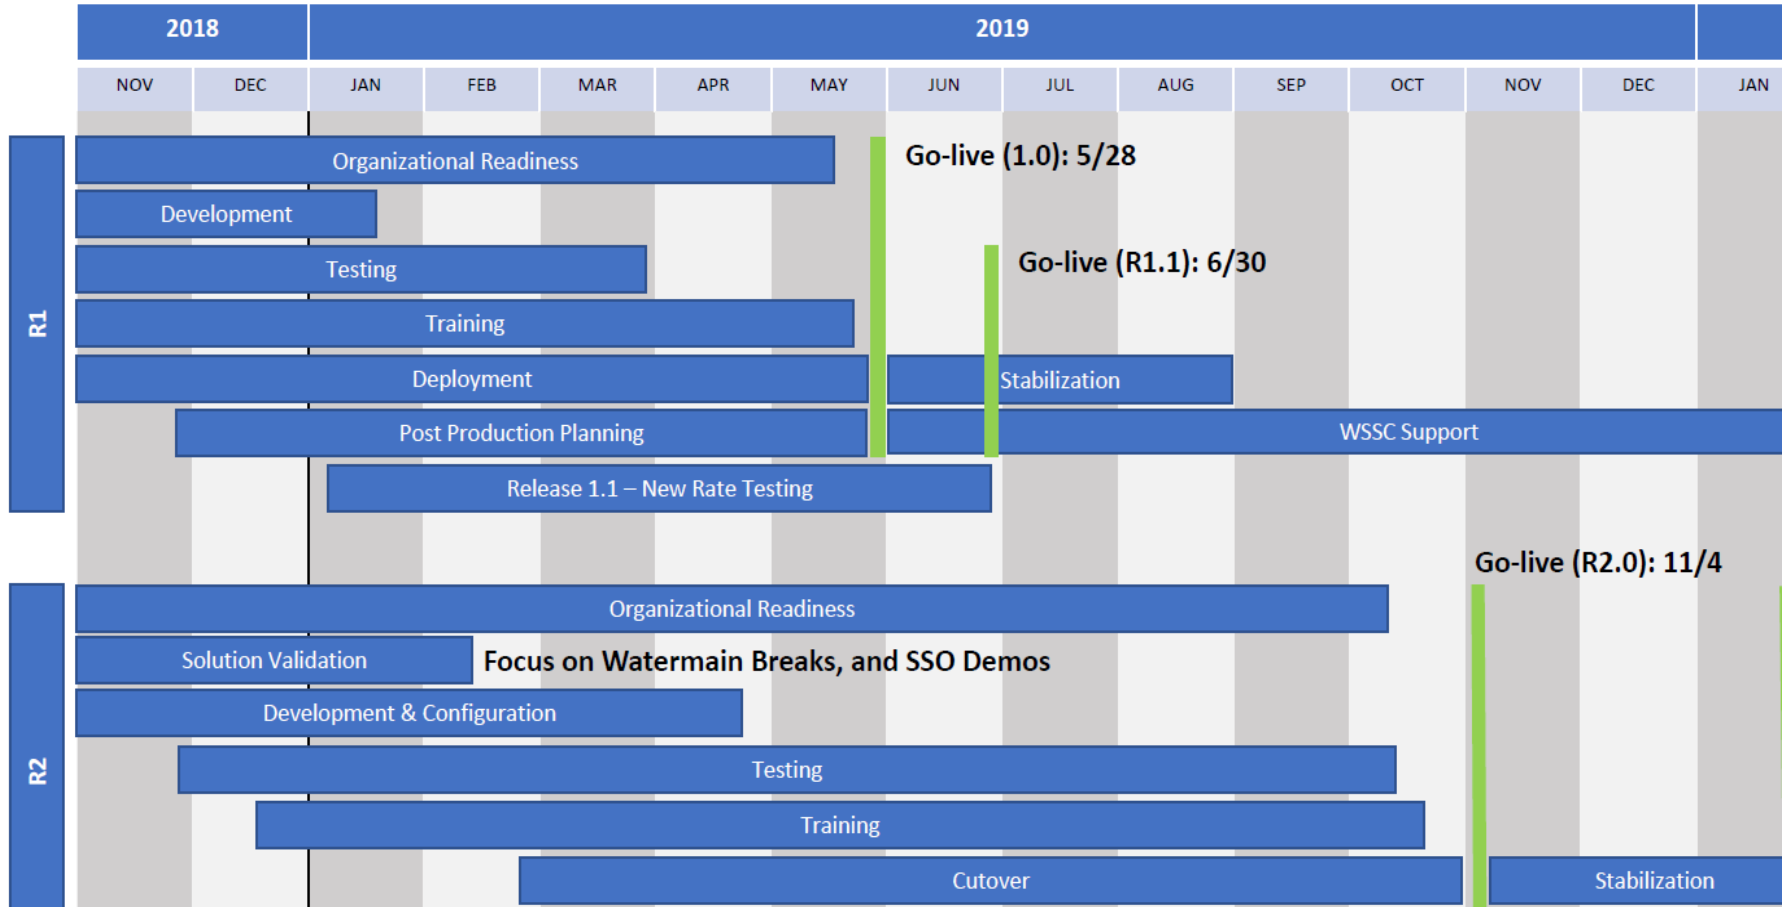 2018 2019
NOV DEC JAN FEB MAR APR MAY JUN JUL AUG SEP OCT NOV DEC JAN
R1
Organizational Readiness
Go-live (1.0): 5/28
Development
Testing
Go-live (R1.1): 6/30
Training
Deployment
Stabilization
Post Production Planning
WSSC Support
Release 1.1 – New Rate Testing
Go-live (R2.0): 11/4
R2
Organizational Readiness
Solution Validation
Focus on Watermain Breaks, and SSO Demos
Development & Configuration
Testing
Training
Cutover
Stabilization